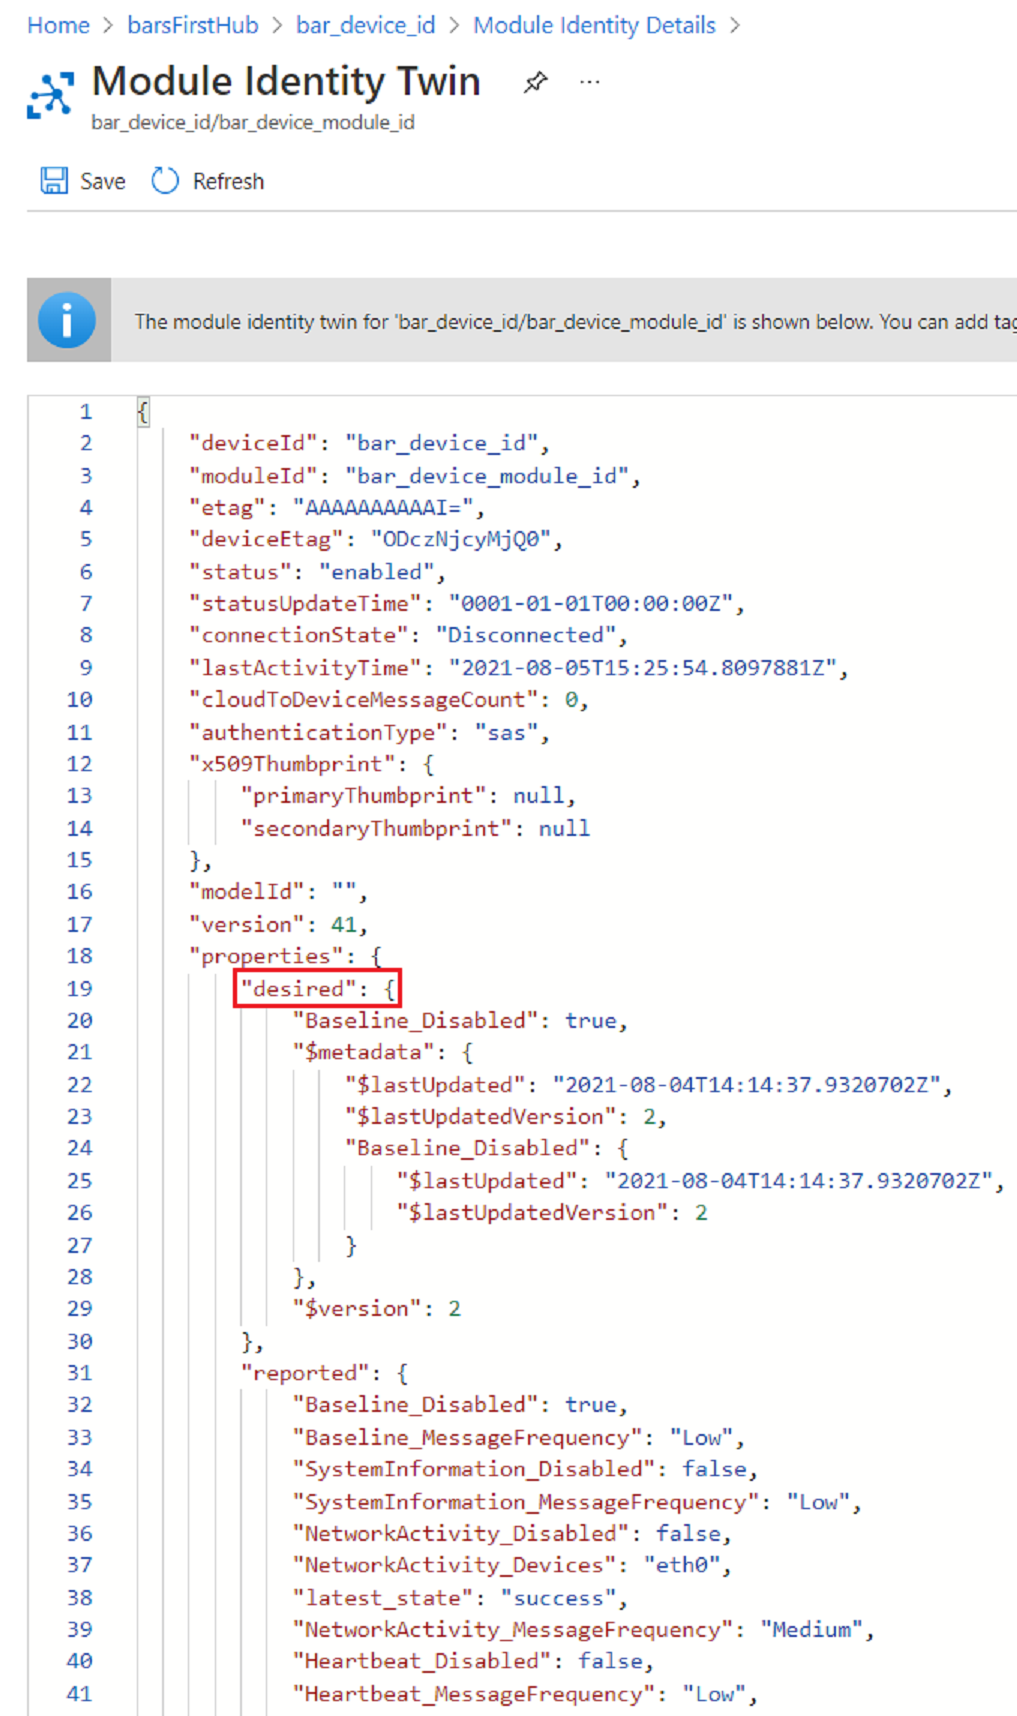 Home > barsFirstHub > bar_device_id > Module Identity Details >
Module Identity Twin ...
bar_device_id/bar_device_module_id
Save Refresh
The module identity twin for 'bar_device_id/bar_device_module_id' is shown below. You can add tag
1 {
2 "deviceId": "bar_device_id",
3 "moduleId": "bar_device_module_id",
4 "etag": "AAAAAAAAAAI=",
5 "deviceEtag": "ODczNjcyMjQ0",
6 "status": "enabled",
7 "statusUpdateTime": "0001-01-01T00:00:00Z",
8 "connectionState": "Disconnected",
9 "lastActivityTime": "2021-08-05T15:25:54.8097881Z",
10 "cloudToDeviceMessageCount": 0,
11 "authenticationType": "sas",
12 "x509Thumbprint": {
13 "primaryThumbprint": null,
14 "secondaryThumbprint": null
15 },
16 "modelId": "",
17 "version": 41,
18 "properties": {
19 "desired": {
20 "Baseline_Disabled": true,
21 "$metadata": {
22 "$lastUpdated": "2021-08-04T14:14:37.9320702Z",
23 "$lastUpdatedVersion": 2,
24 "Baseline_Disabled": {
25 "$lastUpdated": "2021-08-04T14:14:37.9320702Z",
26 "$lastUpdatedVersion": 2
27 }
28 },
29 "$version": 2
30 },
31 "reported": {
32 "Baseline_Disabled": true,
33 "Baseline_MessageFrequency": "Low",
34 "SystemInformation_Disabled": false,
35 "SystemInformation_MessageFrequency": "Low",
36 "NetworkActivity_Disabled": false,
37 "NetworkActivity_Devices": "eth0",
38 "latest_state": "success",
39 "NetworkActivity_MessageFrequency": "Medium",
40 "Heartbeat_Disabled": false,
41 "Heartbeat_MessageFrequency": "Low",